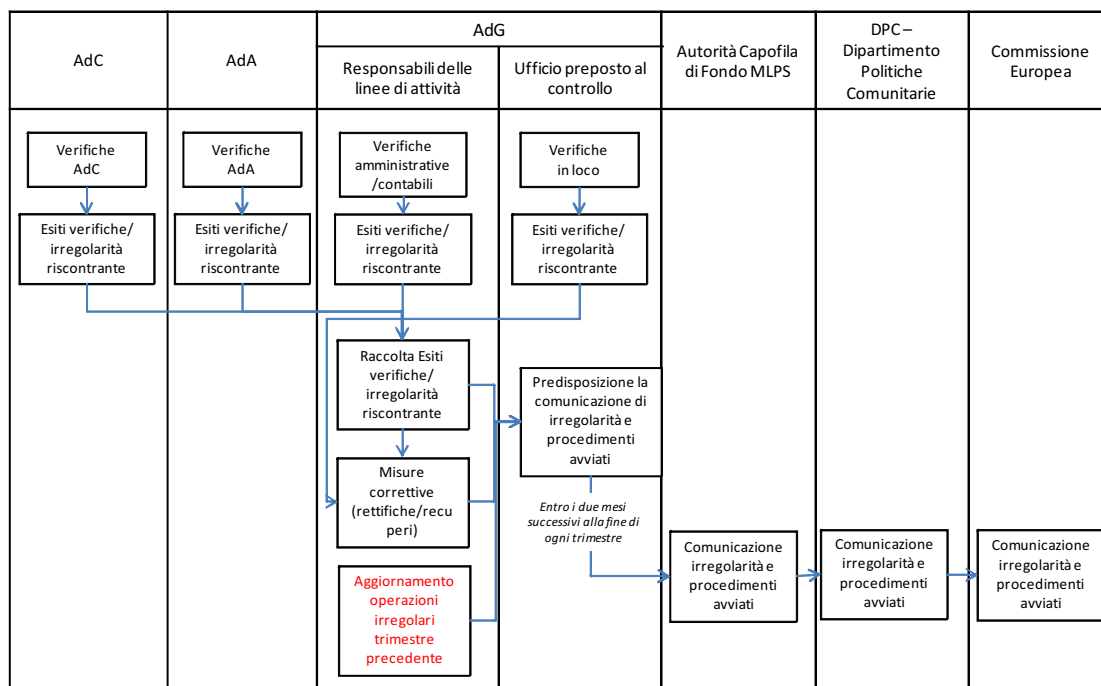 AdC
AdA
AdG
Responsabili delle
linee di attività
Ufficio preposto al
controllo
Autorità Capofila
di Fondo MLPS
DPC –
Dipartimento
Politiche
Comunitarie
Commissione
Europea
Verifiche
AdC
Verifiche
AdA
Verifiche
amministrative
/contabili
Verifiche
in loco
Esiti verifiche/
irregolarità
riscontrante
Esiti verifiche/
irregolarità
riscontrante
Esiti verifiche/
irregolarità
riscontrante
Esiti verifiche/
irregolarità
riscontrante
Raccolta Esiti
verifiche/
irregolarità
riscontrante
Predisposizione la
comunicazione di
irregolarità e
procedimenti
avviati
Misure
correttive
(rettifiche/recu
peri)
Entro i due mesi
successivi alla fine di
ogni trimestre
Comunicazione
irregolarità e
procedimenti
avviati
Comunicazione
irregolarità e
procedimenti
avviati
Comunicazione
irregolarità e
procedimenti
avviati
Aggiornamento
operazioni
irregolari
trimestre
precedente